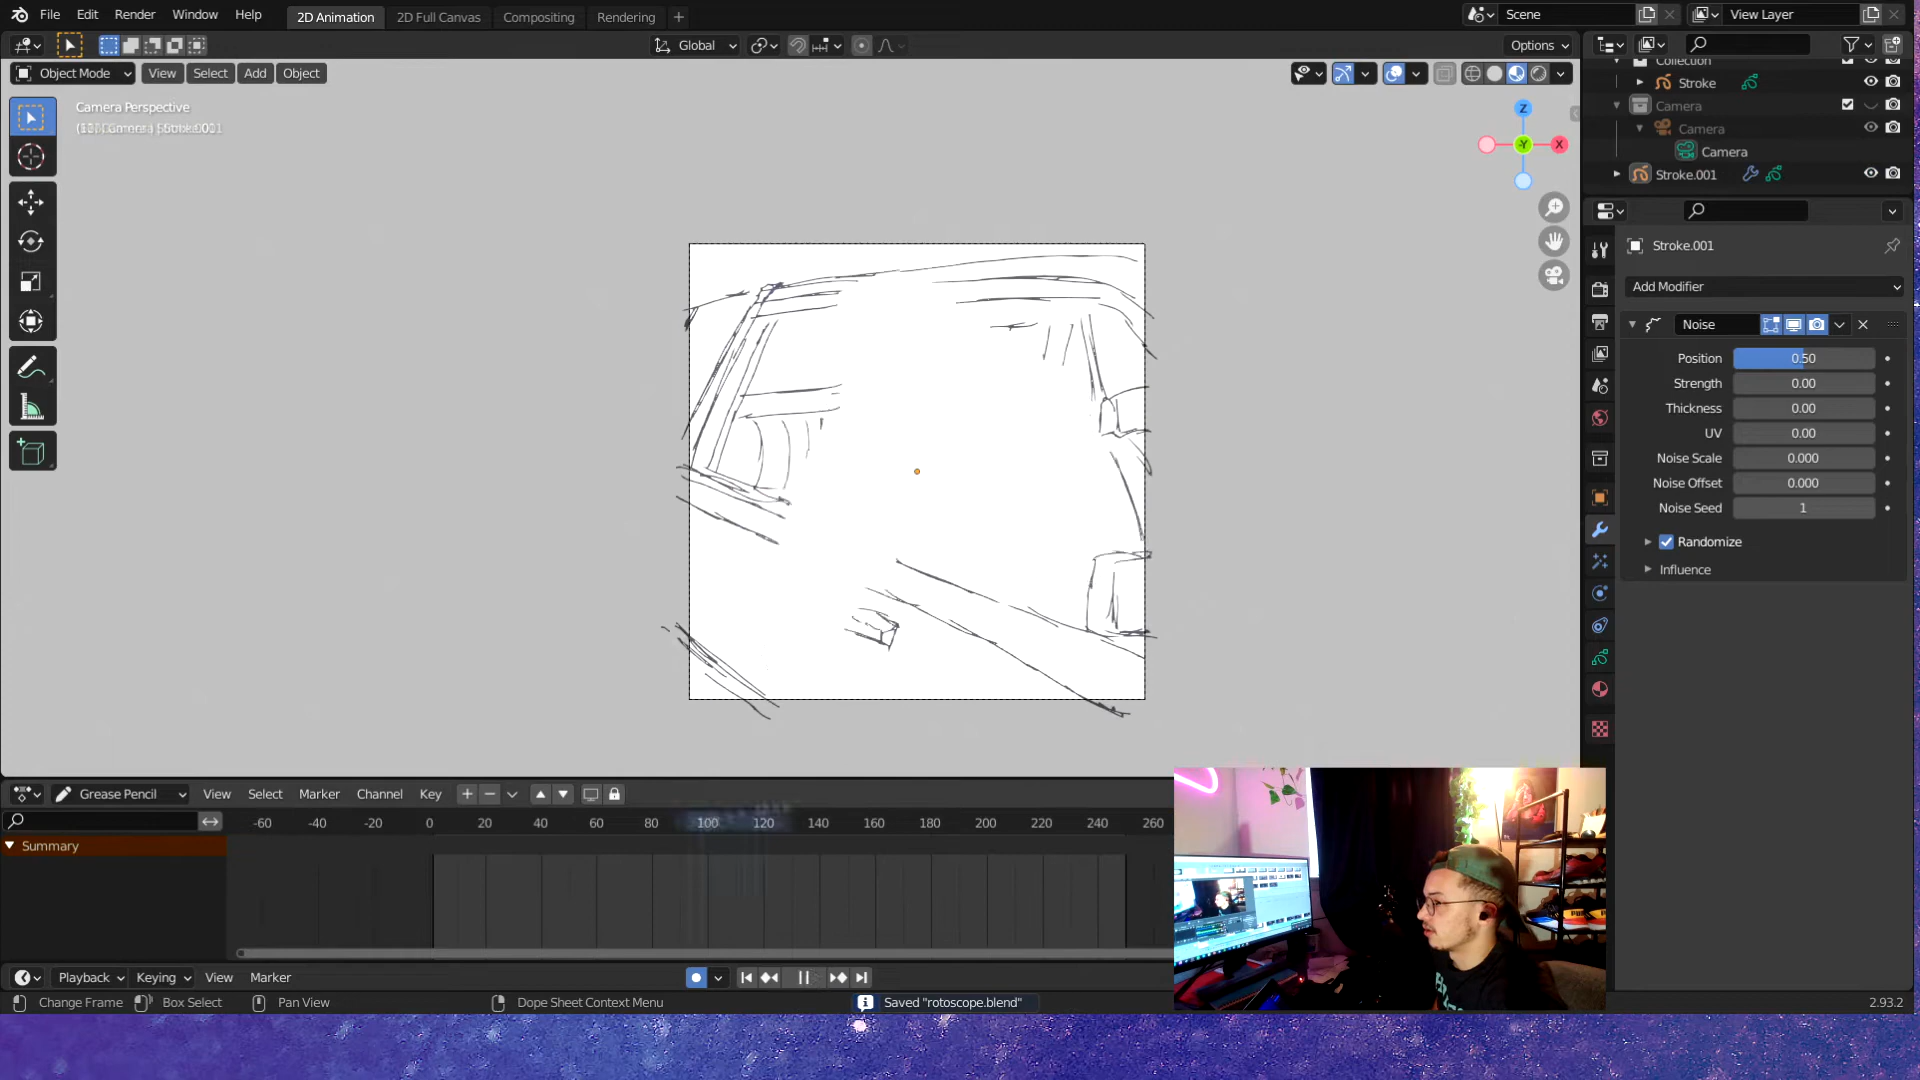 File Edit Render Window Help 2D Animation 2D Full Canvas Compositing Rendering + Scene View Layer
Global Options
Object Mode View Select Add Object
Camera Perspective
Collection
Stroke
Camera
Camera
Camera
Stroke.001
Z
-Y X
Stroke.001
Add Modifier
Noise
Position 0.50
Strength 0.00
Thickness 0.00
UV 0.00
Noise Scale 0.000
Noise Offset 0.000
Noise Seed 1
Randomize
Influence
Grease Pencil View Select Marker Channel Key
-60 -40 -20 0 20 40 60 80 100 120 140 160 180 200 220 240 260
Summary
Playback Keying View Marker
Change Frame Box Select Pan View Dope Sheet Context Menu Saved "rotoscope.blend" 2.93.2